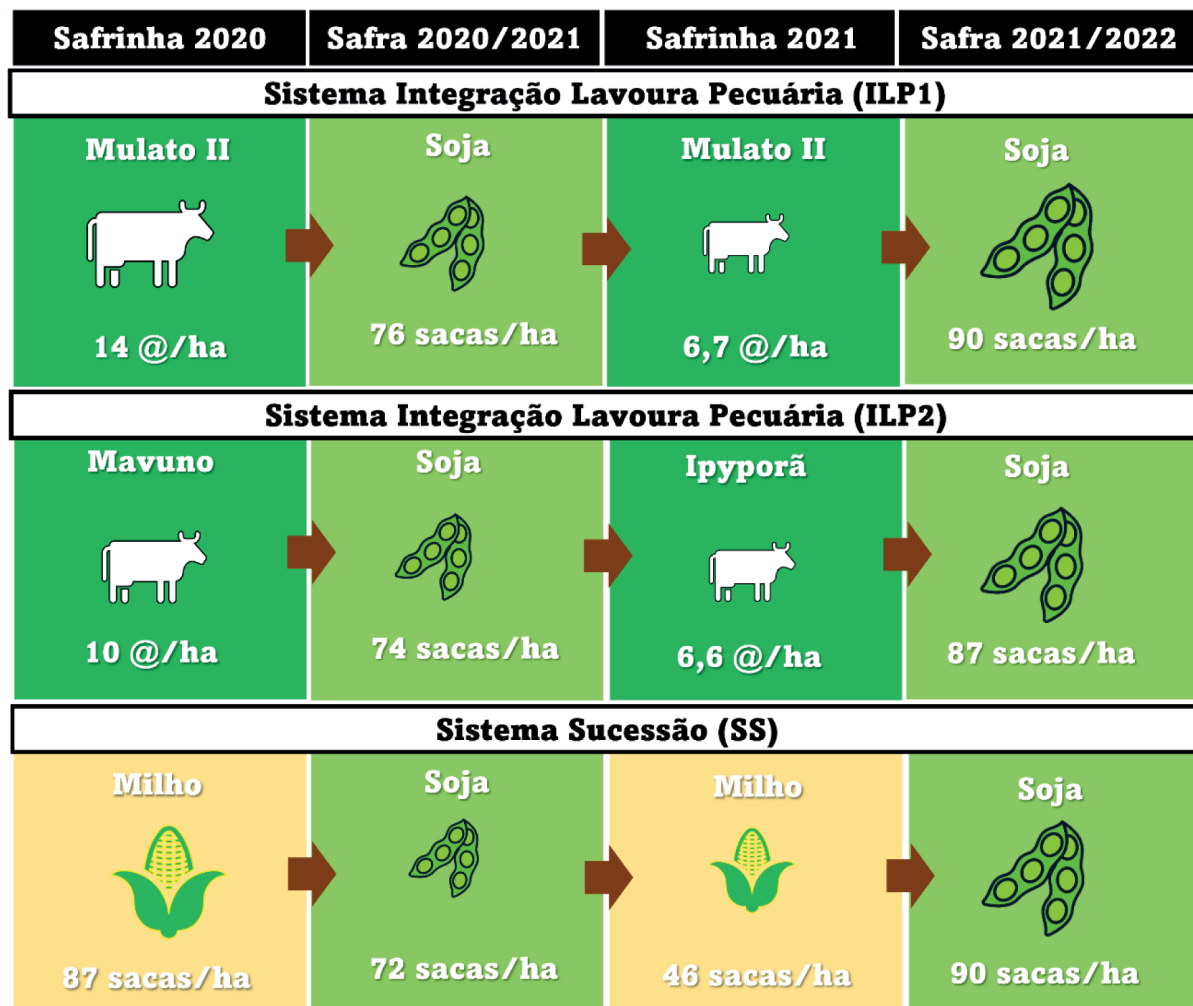 Safrinha 2020
Safra 2020/2021
Safrinha 2021
Safra 2021/2022
Sistema Integração Lavoura Pecuária (ILP1)
Mulato II
Soja
Mulato II
Soja
14 @/ha
76 sacas/ha
6,7 @/ha
90 sacas/ha
Sistema Integração Lavoura Pecuária (ILP2)
Mavuno
Soja
Ipyporã
Soja
10 @/ha
74 sacas/ha
6,6 @/ha
87 sacas/ha
Sistema Sucessão (SS)
Milho
Soja
Milho
Soja
87 sacas/ha
72 sacas/ha
46 sacas/ha
90 sacas/ha